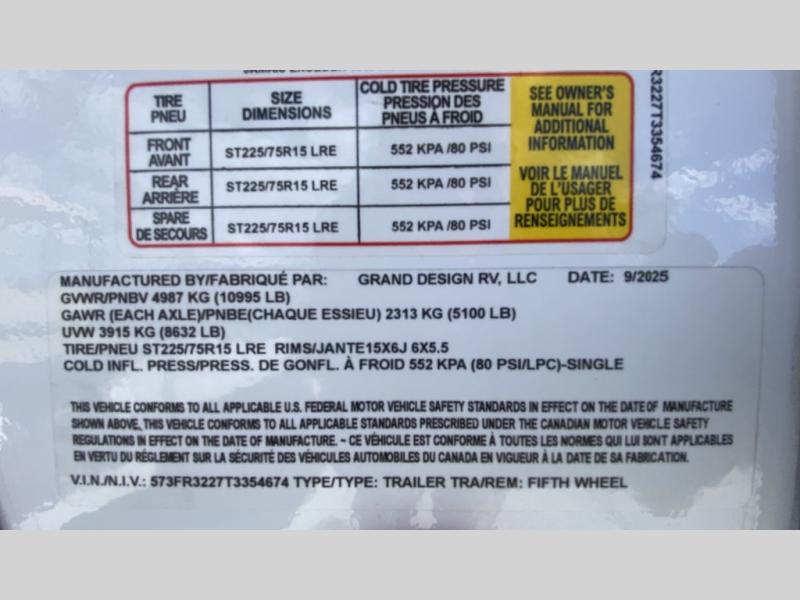 TIRE PNEU SIZE DIMENSIONS COLD TIRE PRESSURE PRESSION DES PNEUS À FROID
FRONT AVANT ST225/75R15 LRE 552 KPA /80 PSI
REAR ARRIÈRE ST225/75R15 LRE 552 KPA /80 PSI
SPARE DE SECOURS ST225/75R15 LRE 552 KPA /80 PSI
SEE OWNER'S
MANUAL FOR
ADDITIONAL
INFORMATION
VOIR LE MANUEL
DE L'USAGER
POUR PLUS DE
RENSEIGNEMENTS
R3227T3354674
MANUFACTURED BY/FABRIQUÉ PAR: GRAND DESIGN RV, LLC DATE: 9/2025
GVWR/PNBV 4987 KG (10995 LB)
GAWR (EACH AXLE)/PNBE(CHAQUE ESSIEU) 2313 KG (5100 LB)
UVW 3915 KG (8632 LB)
TIRE/PNEU ST225/75R15 LRE RIMS/JANTE15X6J 6X5.5
COLD INFL. PRESS/PRESS. DE GONFL. À FROID 552 KPA (80 PSI/LPC)-SINGLE
THIS VEHICLE CONFORMS TO ALL APPLICABLE U.S. FEDERAL MOTOR VEHICLE SAFETY STANDARDS IN EFFECT ON THE DATE OF MANUFACTURE
SHOWN ABOVE. THIS VEHICLE CONFORMS TO ALL APPLICABLE STANDARDS PRESCRIBED UNDER THE CANADIAN MOTOR VEHICLE SAFETY
REGULATIONS IN EFFECT ON THE DATE OF MANUFACTURE. ~ CE VÉHICULE EST CONFORME À TOUTES LES NORMES QUI LUI SONT APPLICABLES
EN VERTU DU RÈGLEMENT SUR LA SÉCURITÉ DES VÉHICULES AUTOMOBILES DU CANADA EN VIGUEUR À LA DATE DE SA FABRICATION.
V.I.N./N.I.V.: 573FR3227T3354674 TYPE/TYPE: TRAILER TRA/REM: FIFTH WHEEL